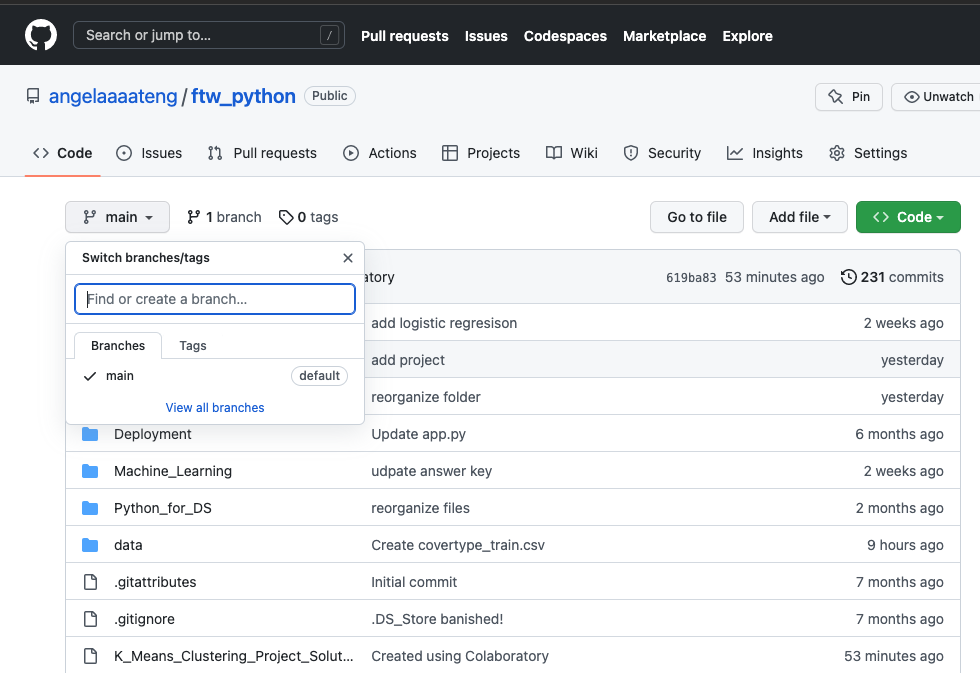 Search or jump to... /
Pull requests Issues Codespaces Marketplace Explore
angelaaaateng / ftw_python Public
Pin Unwatch
Code Issues Pull requests Actions Projects Wiki Security Insights Settings
main 1 branch 0 tags Go to file Add file Code
Switch branches/tags
Find or create a branch...
Branches Tags
main default
View all branches
atory 619ba83 53 minutes ago 231 commits
add logistic regresison 2 weeks ago
add project yesterday
reorganize folder yesterday
Deployment Update app.py 6 months ago
Machine_Learning udpate answer key 2 weeks ago
Python_for_DS reorganize files 2 months ago
data Create covertype_train.csv 9 hours ago
.gitattributes Initial commit 7 months ago
.gitignore .DS_Store banished! 7 months ago
K_Means_Clustering_Project_Solut... Created using Colaboratory 53 minutes ago